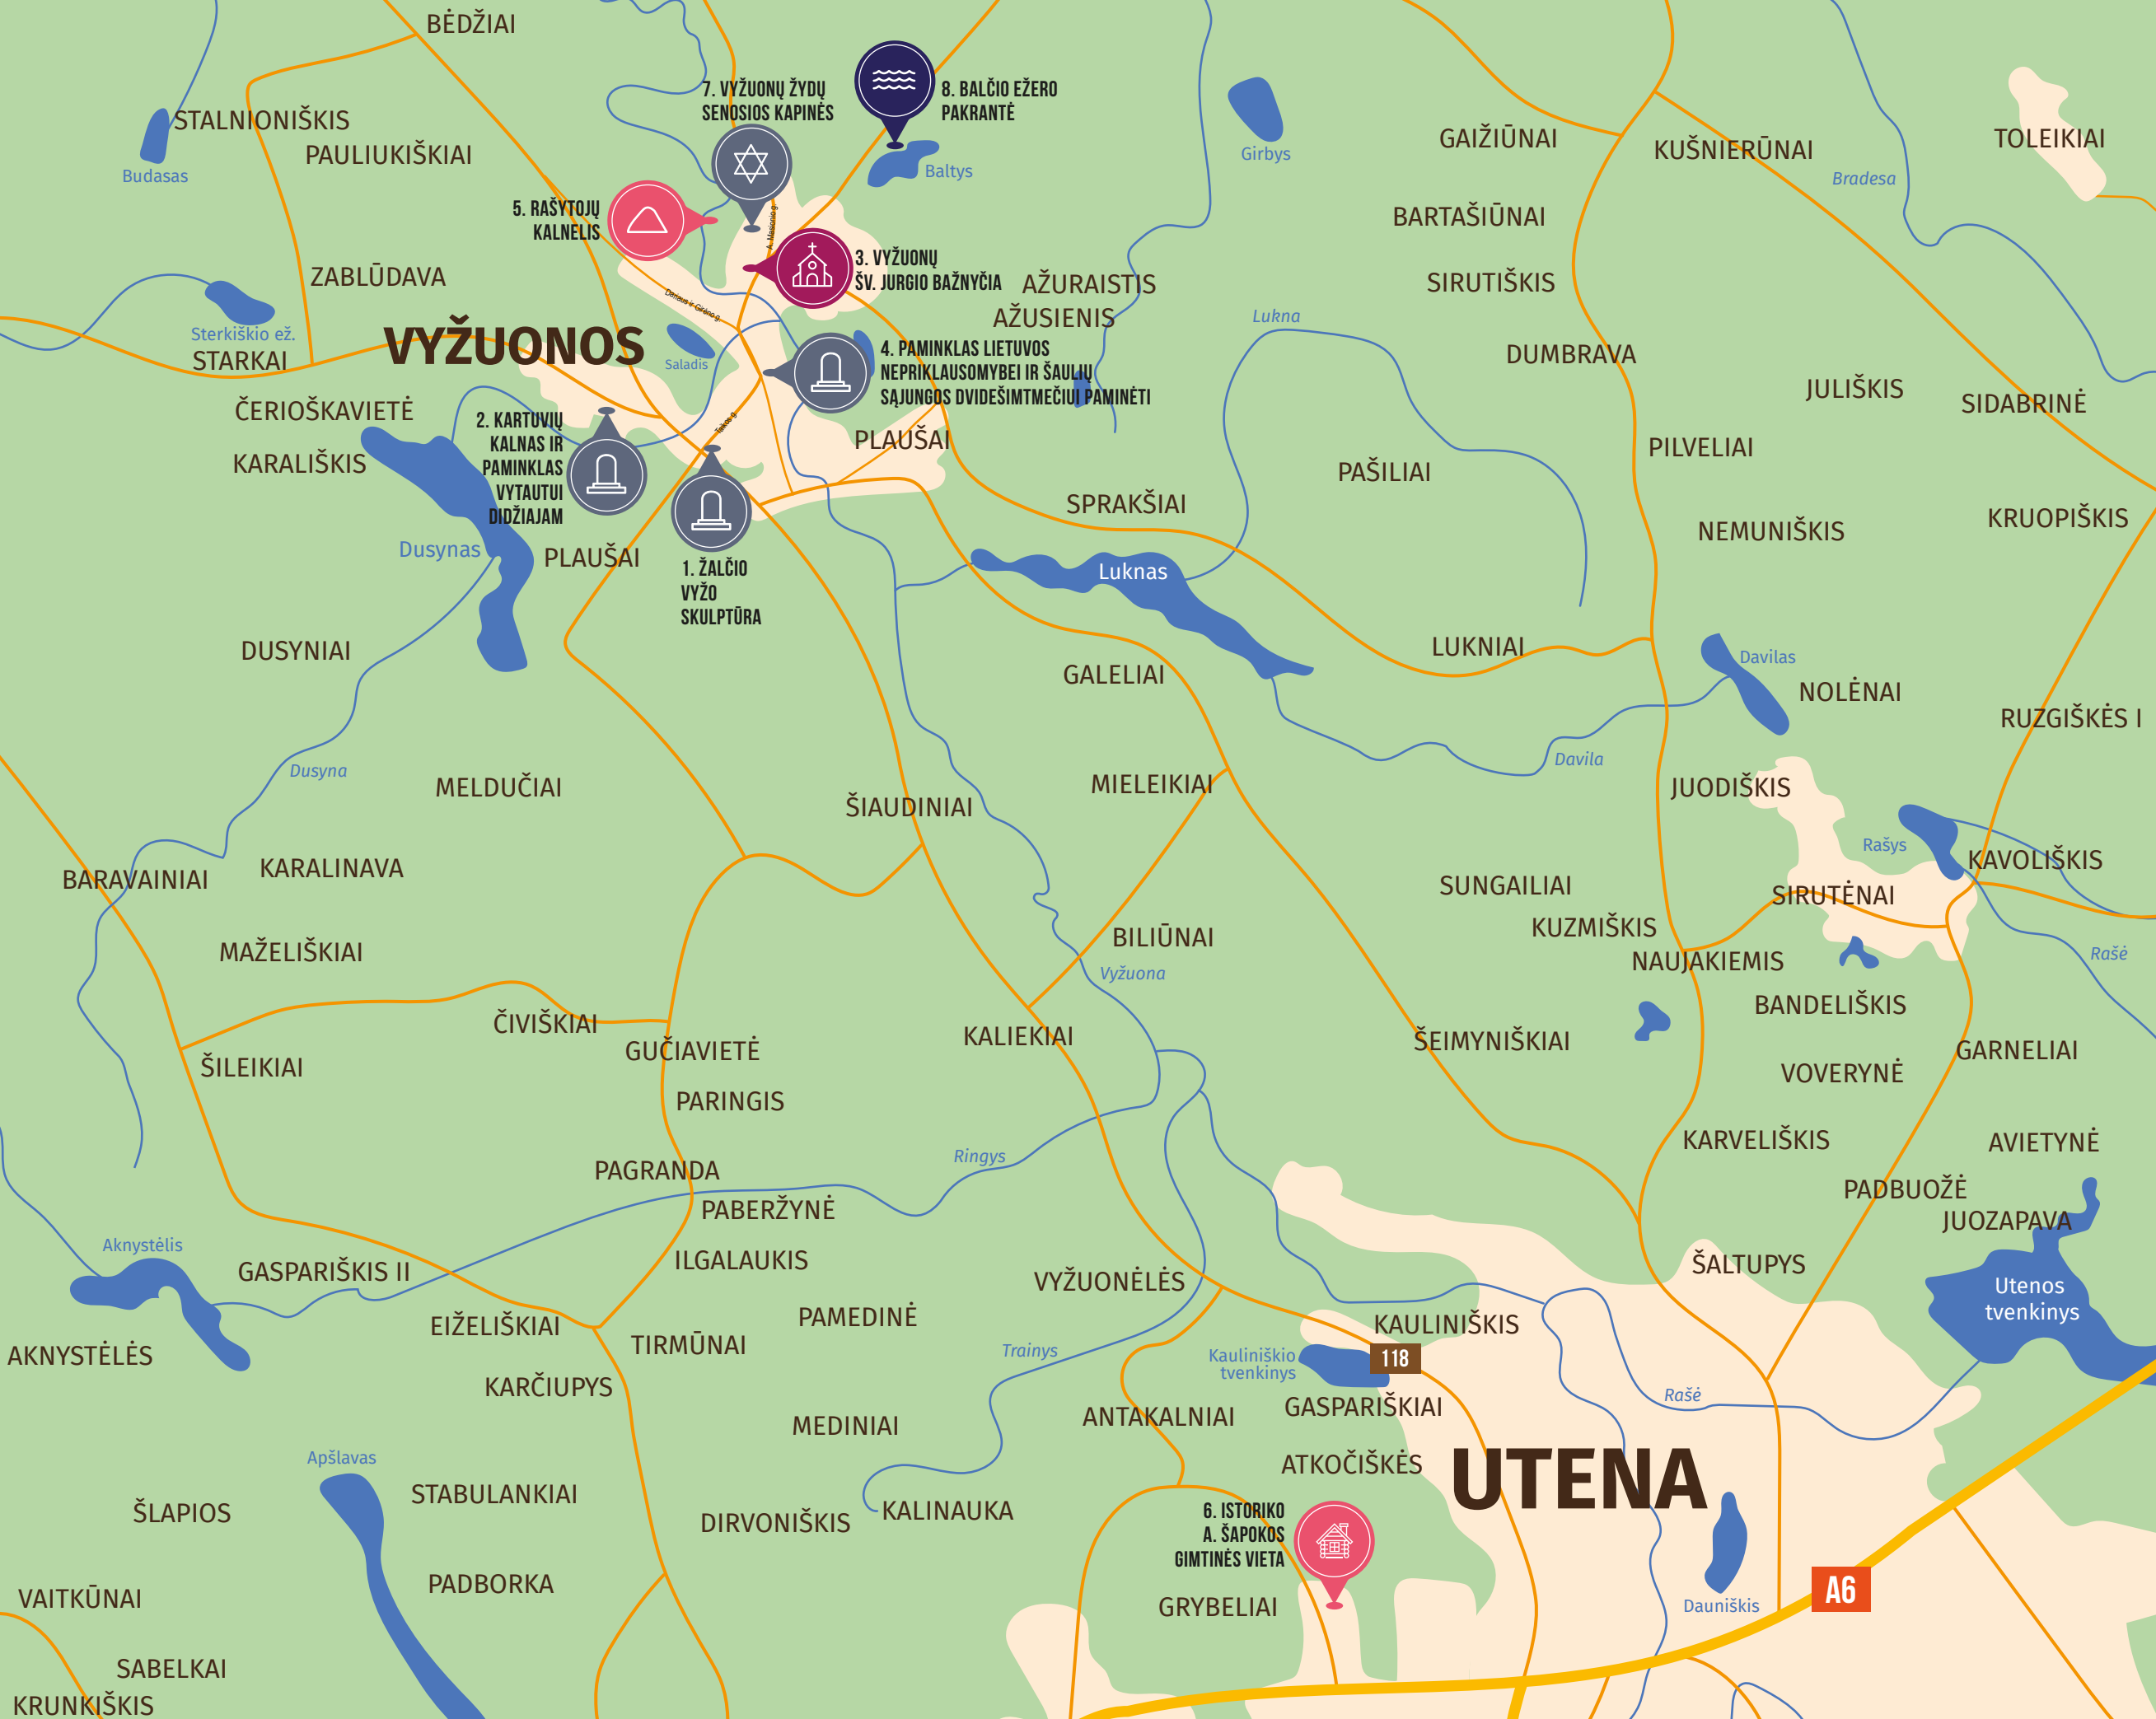 BĖDŽIAI
7. VYŽUONŲ ŽYDŲ
SENOSIOS KAPINĖS
8. BALČIO EŽERO
PAKRANTĖ
STALNIONIŠKIS
PAULIUKIŠKIAI
Budasas
Baltys
Girbys
GAIŽIŪNAI
KUŠNIERŪNAI
TOLEIKIAI
Bradesa
5. RAŠYTOJŲ
KALNELIS
BARTAŠIŪNAI
3. VYŽUONŲ
ŠV. JURGIO BAŽNYČIA
ZABLŪDAVA
AŽURAISTIS
SIRUTIŠKIS
Dariaus ir Girėno g.
AŽUSIENIS
Lukna
Sterkiškio ež.
STARKAI
VYŽUONOS
Saladis
4. PAMINKLAS LIETUVOS
NEPRIKLAUSOMYBEI IR ŠAULIŲ
SĄJUNGOS DVIDEŠIMTMEČIUI PAMINĖTI
DUMBRAVA
JULIŠKIS
SIDABRINĖ
ČERIOŠKAVIETĖ
2. KARTUVIŲ
KALNAS IR
PAMINKLAS
VYTAUTUI
DIDŽIAJAM
PLAUŠAI
KARALIŠKIS
PILVELIAI
PAŠILIAI
SPRAKŠIAI
KRUOPIŠKIS
NEMUNIŠKIS
Dusynas
PLAUŠAI
1. ŽALČIO
VYŽO
SKULPTŪRA
Luknas
DUSYNIAI
LUKNIAI
Davilas
GALELIAI
NOLĖNAI
RUZGIŠKĖS I
Dusyna
Davila
MELDUČIAI
MIELEIKIAI
JUODIŠKIS
ŠIAUDINIAI
Rašys
KAVOLIŠKIS
BARAVAINIAI
KARALINAVA
SUNGAILIAI
SIRUTĖNAI
KUZMIŠKIS
BILIŪNAI
MAŽELIŠKIAI
NAUJAKIEMIS
Rašė
Vyžuona
BANDELIŠKIS
ČIVIŠKIAI
KALIEKIAI
ŠEIMYNIŠKIAI
GUČIAVIETĖ
GARNELIAI
ŠILEIKIAI
VOVERYNĖ
PARINGIS
KARVELIŠKIS
AVIETYNĖ
Ringys
PAGRANDA
PADBUOŽĖ
PABERŽYNĖ
JUOZAPAVA
Aknystėlis
ILGALAUKIS
ŠALTUPYS
GASPARIŠKIS II
VYŽUONĖLĖS
Utenos
tvenkinys
PAMEDINĖ
EIŽELIŠKIAI
KAULINIŠKIS
TIRMŪNAI
Trainys
AKNYSTĖLĖS
Kauliniškio
tvenkinys
118
KARČIUPYS
Rašė
GASPARIŠKIAI
MEDINIAI
ANTAKALNIAI
Apšlavas
ATKOČIŠKĖS
UTENA
STABULANKIAI
ŠLAPIOS
KALINAUKA
DIRVONIŠKIS
6. ISTORIKO
A. ŠAPOKOS
GIMTINĖS VIETA
PADBORKA
A6
VAITKŪNAI
GRYBELIAI
Dauniškis
SABELKAI
KRUNKIŠKIS